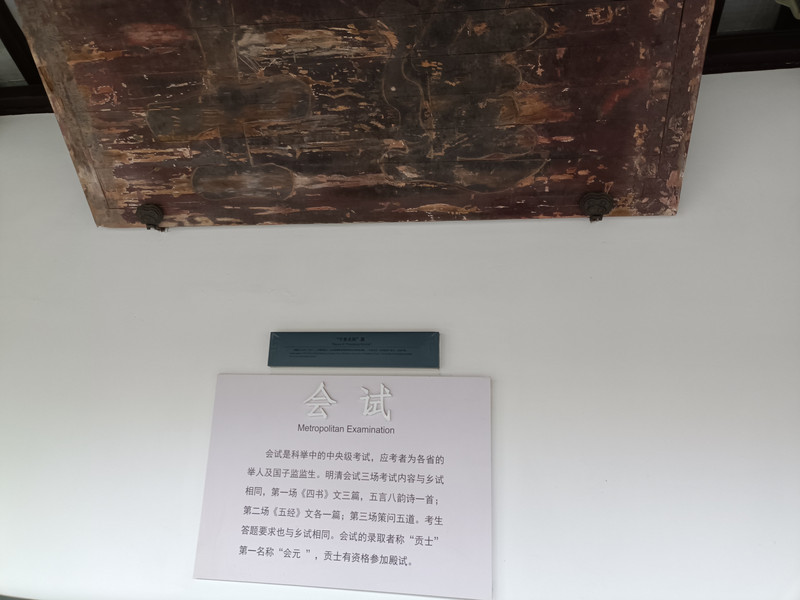 会试
Metropolitan Examination
会试是科举中的中央级考试，应考者为各省的
举人及国子监监生。明清会试三场考试内容与乡试
相同，第一场《四书》文三篇，五言八韵诗一首；
第二场《五经》文各一篇；第三场策问五道。考生
答题要求也与乡试相同。会试的录取者称“贡士”
第一名称“会元 ”，贡士有资格参加殿试。